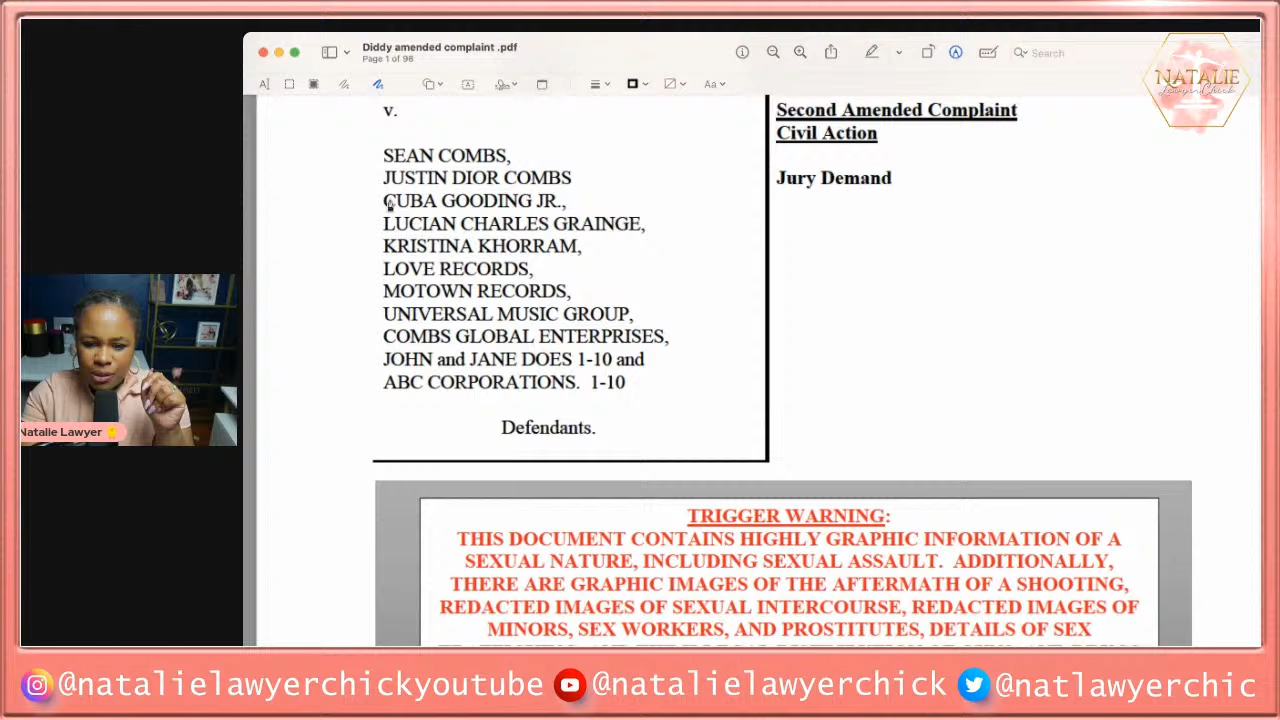 Diddy amended complaint .pdf
Page 1 of 98
Search
NATALIE
LawyerChick
v.
SEAN COMBS,
JUSTIN DIOR COMBS
CUBA GOODING JR.,
LUCIAN CHARLES GRAINGE,
KRISTINA KHORRAM,
LOVE RECORDS,
MOTOWN RECORDS,
UNIVERSAL MUSIC GROUP,
COMBS GLOBAL ENTERPRISES,
JOHN and JANE DOES 1-10 and
ABC CORPORATIONS. 1-10
Defendants.
Second Amended Complaint
Civil Action
Jury Demand
Natalie Lawyer
TRIGGER WARNING:
THIS DOCUMENT CONTAINS HIGHLY GRAPHIC INFORMATION OF A
SEXUAL NATURE, INCLUDING SEXUAL ASSAULT. ADDITIONALLY,
THERE ARE GRAPHIC IMAGES OF THE AFTERMATH OF A SHOOTING,
REDACTED IMAGES OF SEXUAL INTERCOURSE, REDACTED IMAGES OF
MINORS, SEX WORKERS, AND PROSTITUTES, DETAILS OF SEX
@natalielawyerchickyoutube @natalielawyerchick @natlawyerchic